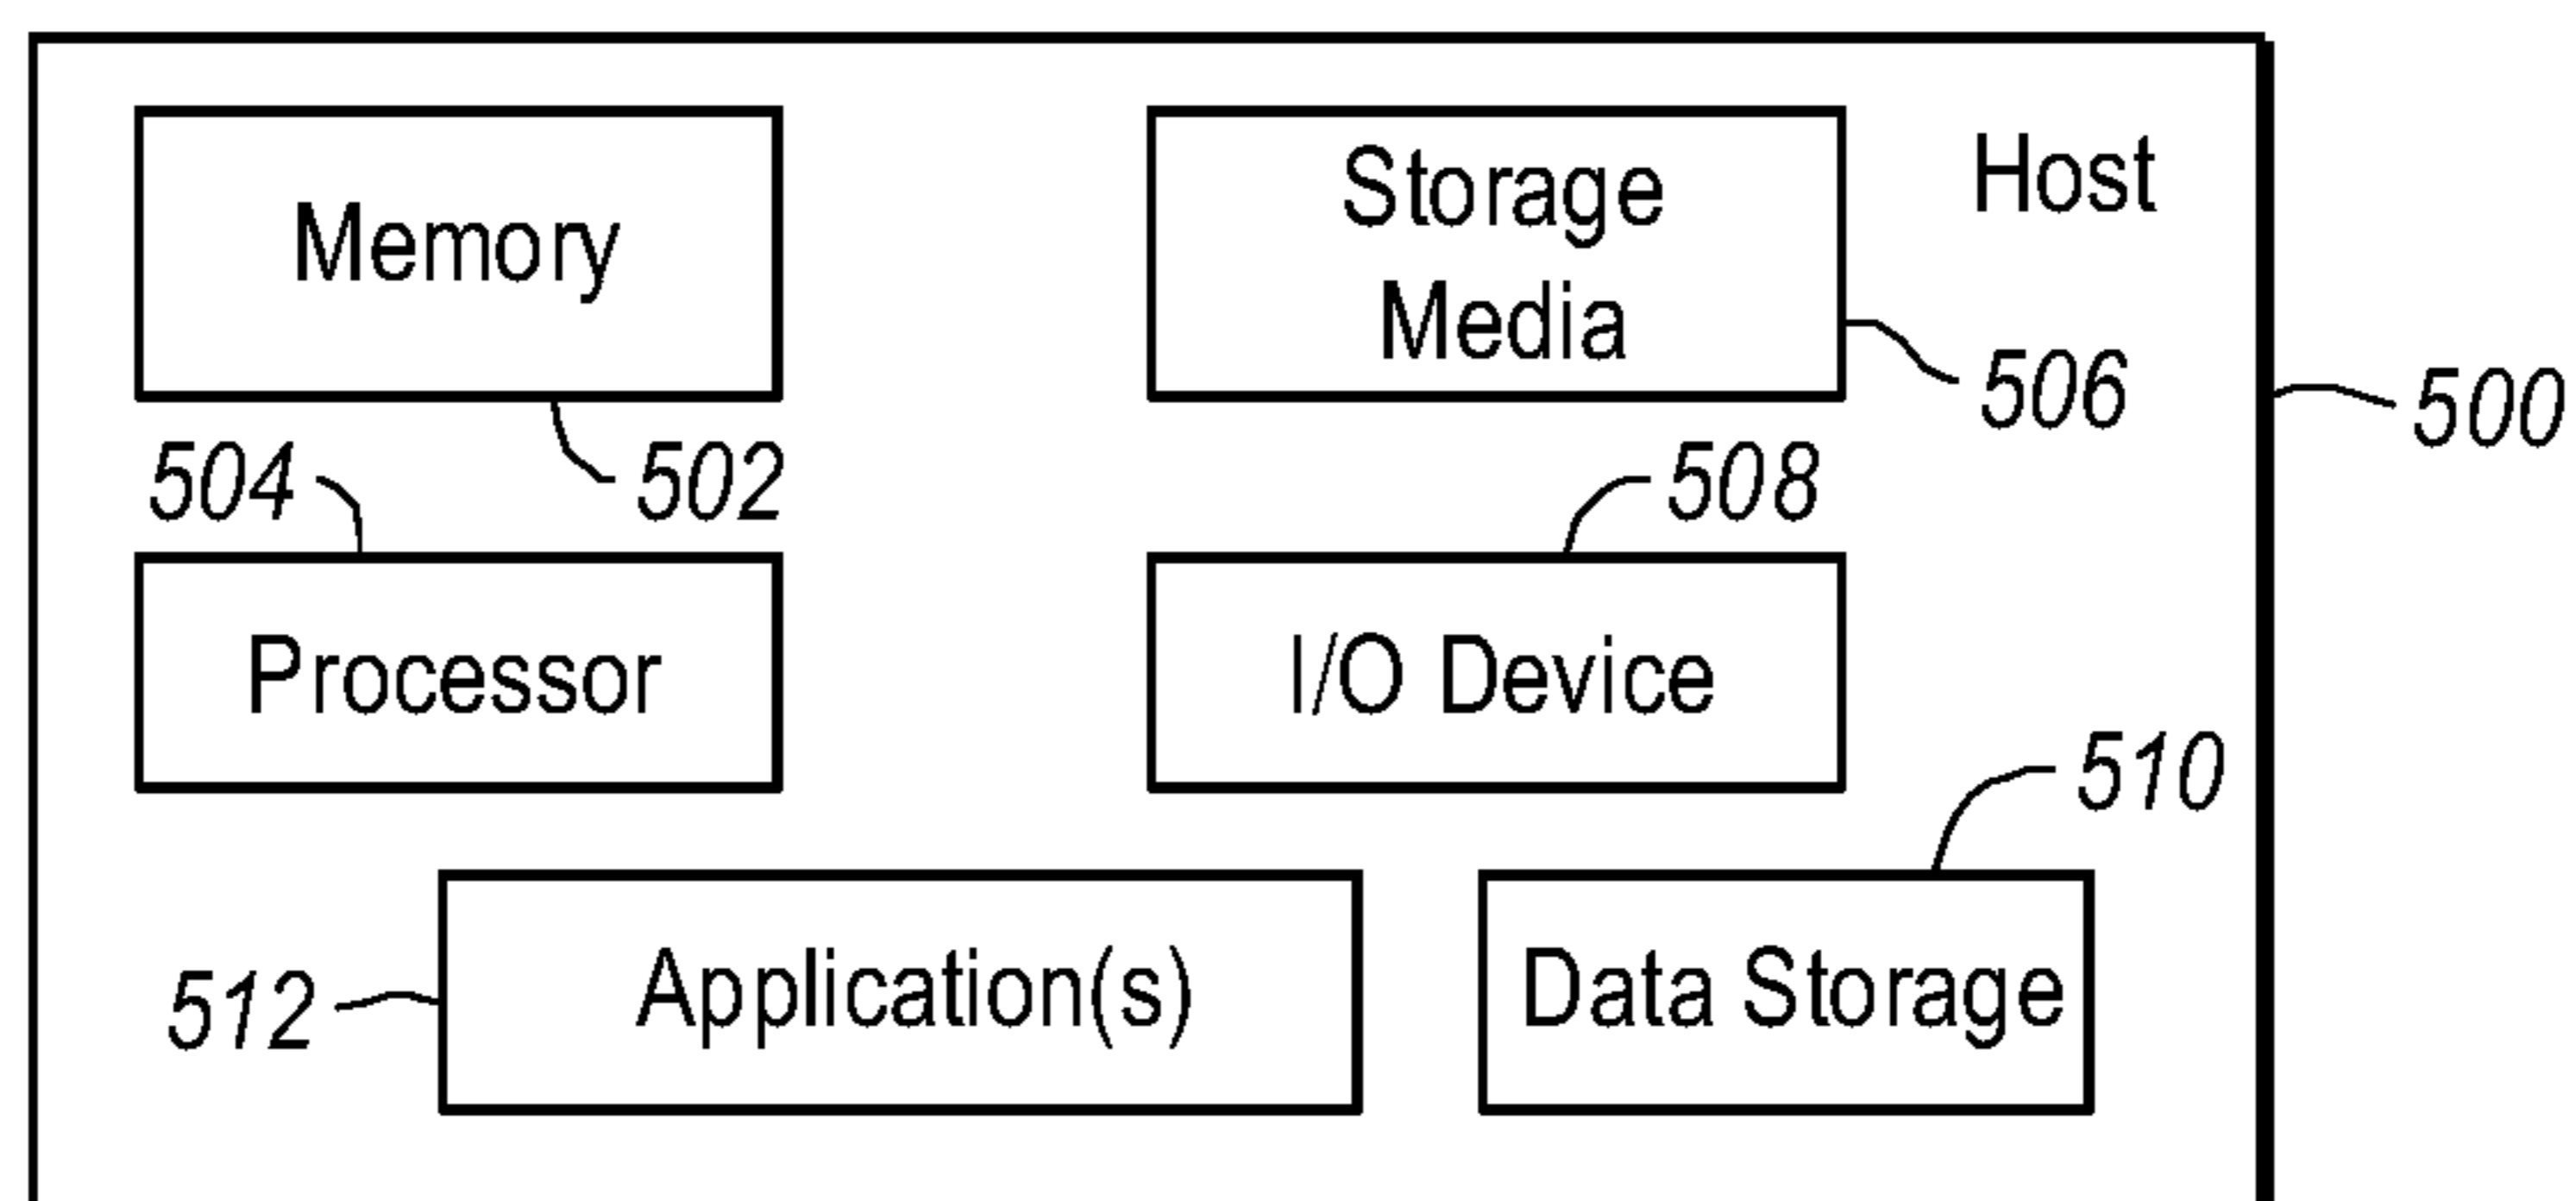 Memory
Storage
Media
Host
506
500
504
502
508
Processor
I/O Device
510
Application(s)
Data Storage
512